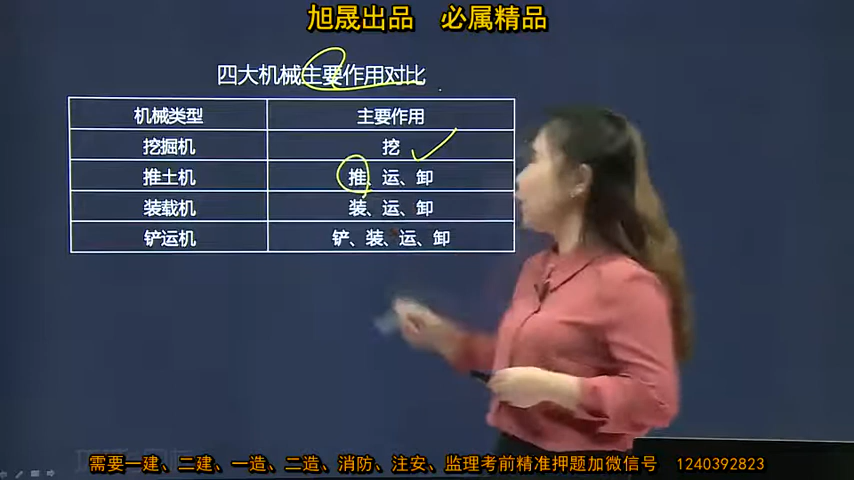 旭晟出品 必属精品
四大机械主要作用对比
机械类型 主要作用
挖掘机 挖
推土机 推、运、卸
装载机 装、运、卸
铲运机 铲、装、运、卸
需要一建、二建、一造、二造、消防、注安、监理考前精准押题加微信号 1240392823